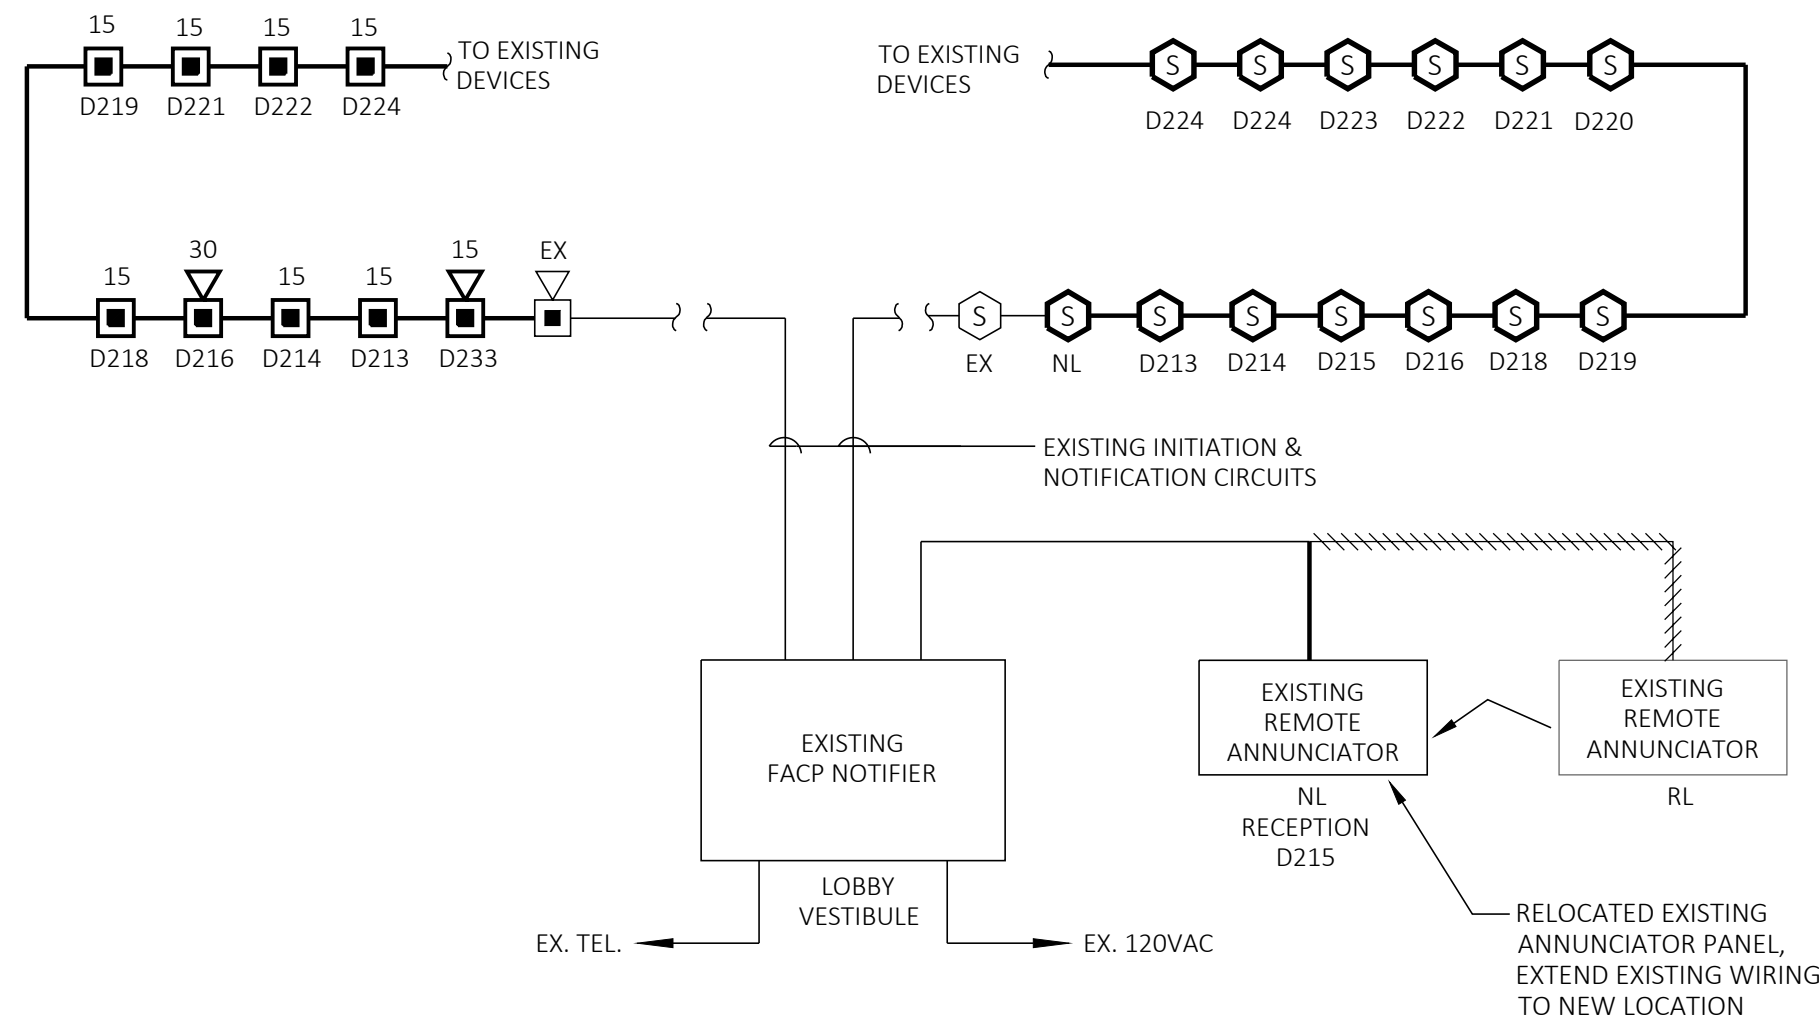 15 15 15 15
TO EXISTING
DEVICES
D219 D221 D222 D224
TO EXISTING
DEVICES
S S S S S S
D224 D224 D223 D222 D221 D220
30 15 EX
15 15 15
D218 D216 D214 D213 D233
S S S S S S S S
EX NL D213 D214 D215 D216 D218 D219
EXISTING INITIATION &
NOTIFICATION CIRCUITS
EXISTING
FACP NOTIFIER
LOBBY
VESTIBULE
EX. TEL.
EX. 120VAC
EXISTING
REMOTE
ANNUNCIATOR
NL
RECEPTION
D215
EXISTING
REMOTE
ANNUNCIATOR
RL
RELOCATED EXISTING
ANNUNCIATOR PANEL,
EXTEND EXISTING WIRING
TO NEW LOCATION